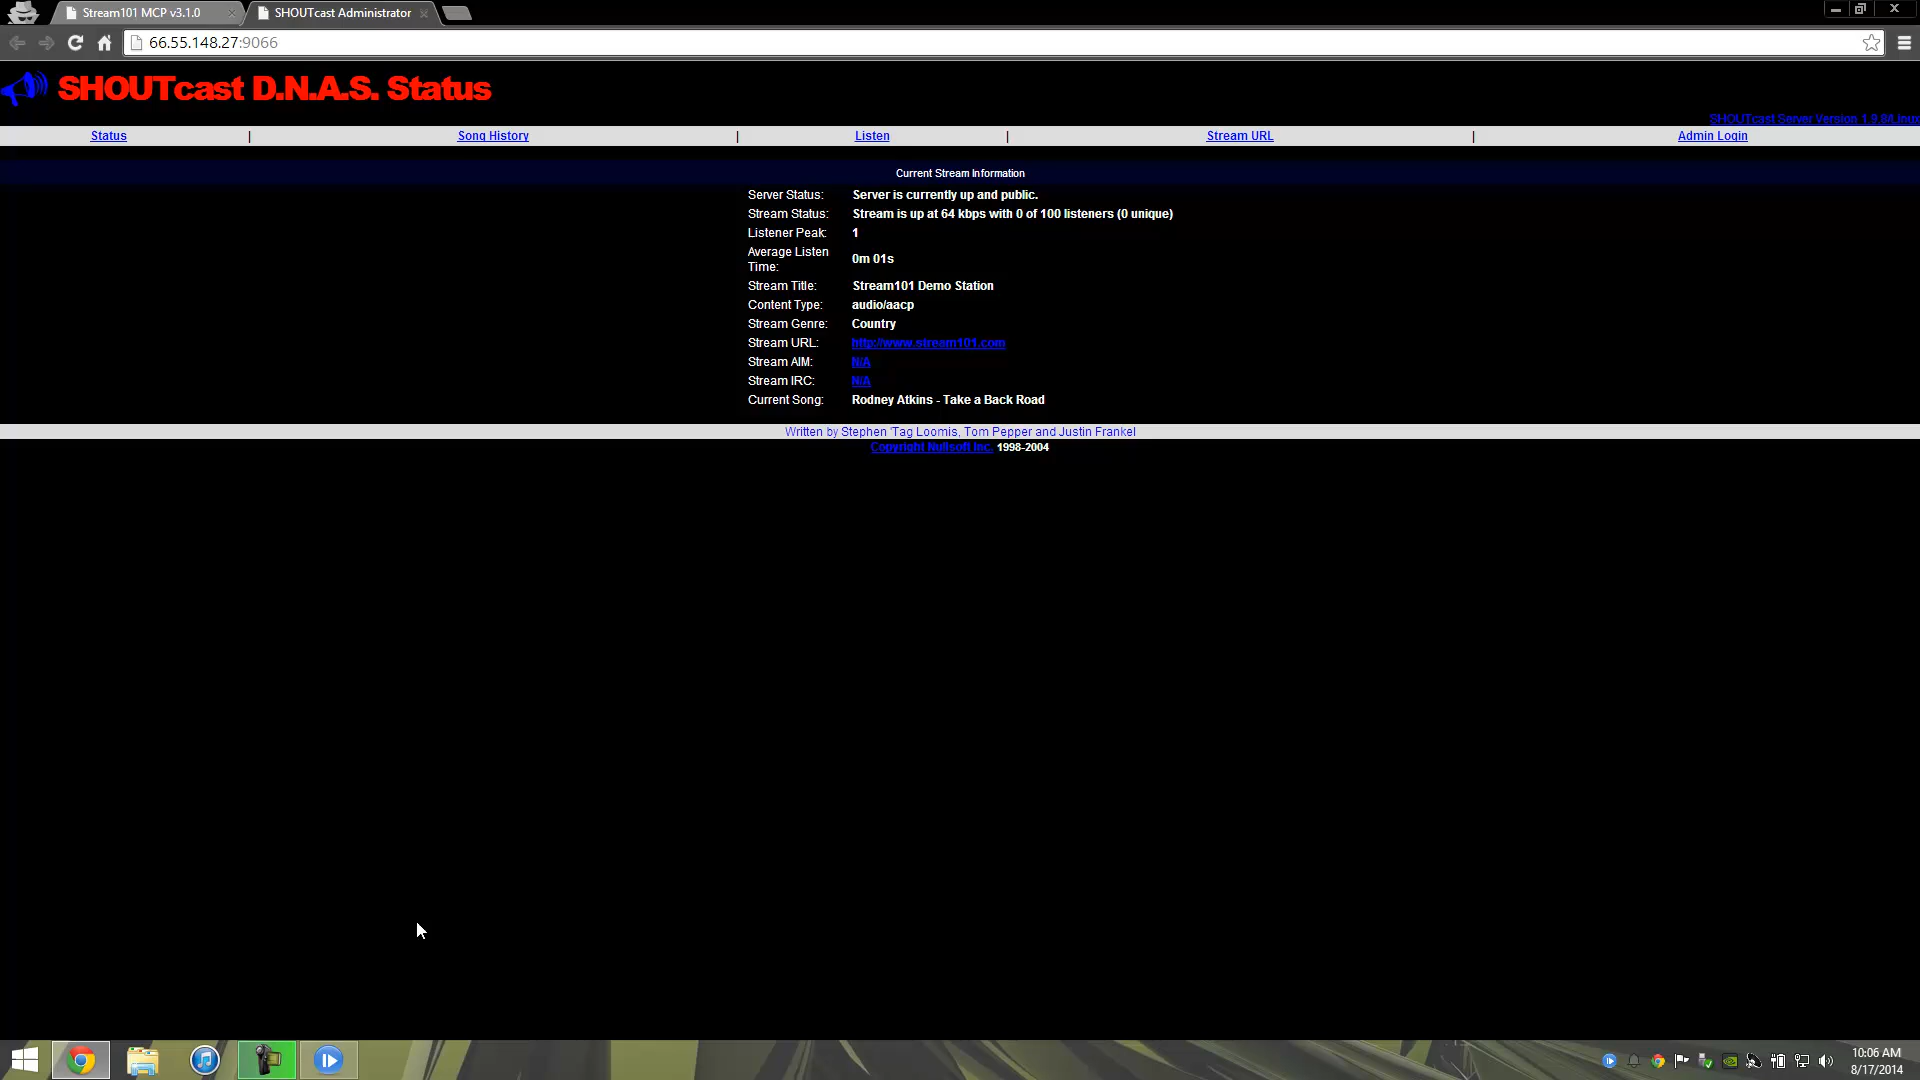 Stream101 MCP v3.1.0
SHOUTcast Administrator
66.55.148.27:9066
SHOUTcast D.N.A.S. Status
SHOUTcast Server Version 1.9.8/Linux
Status | Song History | Listen | Stream URL | Admin Login
Current Stream Information
Server Status: Server is currently up and public.
Stream Status: Stream is up at 64 kbps with 0 of 100 listeners (0 unique)
Listener Peak: 1
Average Listen
Time: 0m 01s
Stream Title: Stream101 Demo Station
Content Type: audio/aacp
Stream Genre: Country
Stream URL: http://www.stream101.com
Stream AIM: N/A
Stream IRC: N/A
Current Song: Rodney Atkins - Take a Back Road
Written by Stephen 'Tag Loomis, Tom Pepper and Justin Frankel
Copyright Nullsoft Inc. 1998-2004
10:06 AM
8/17/2014